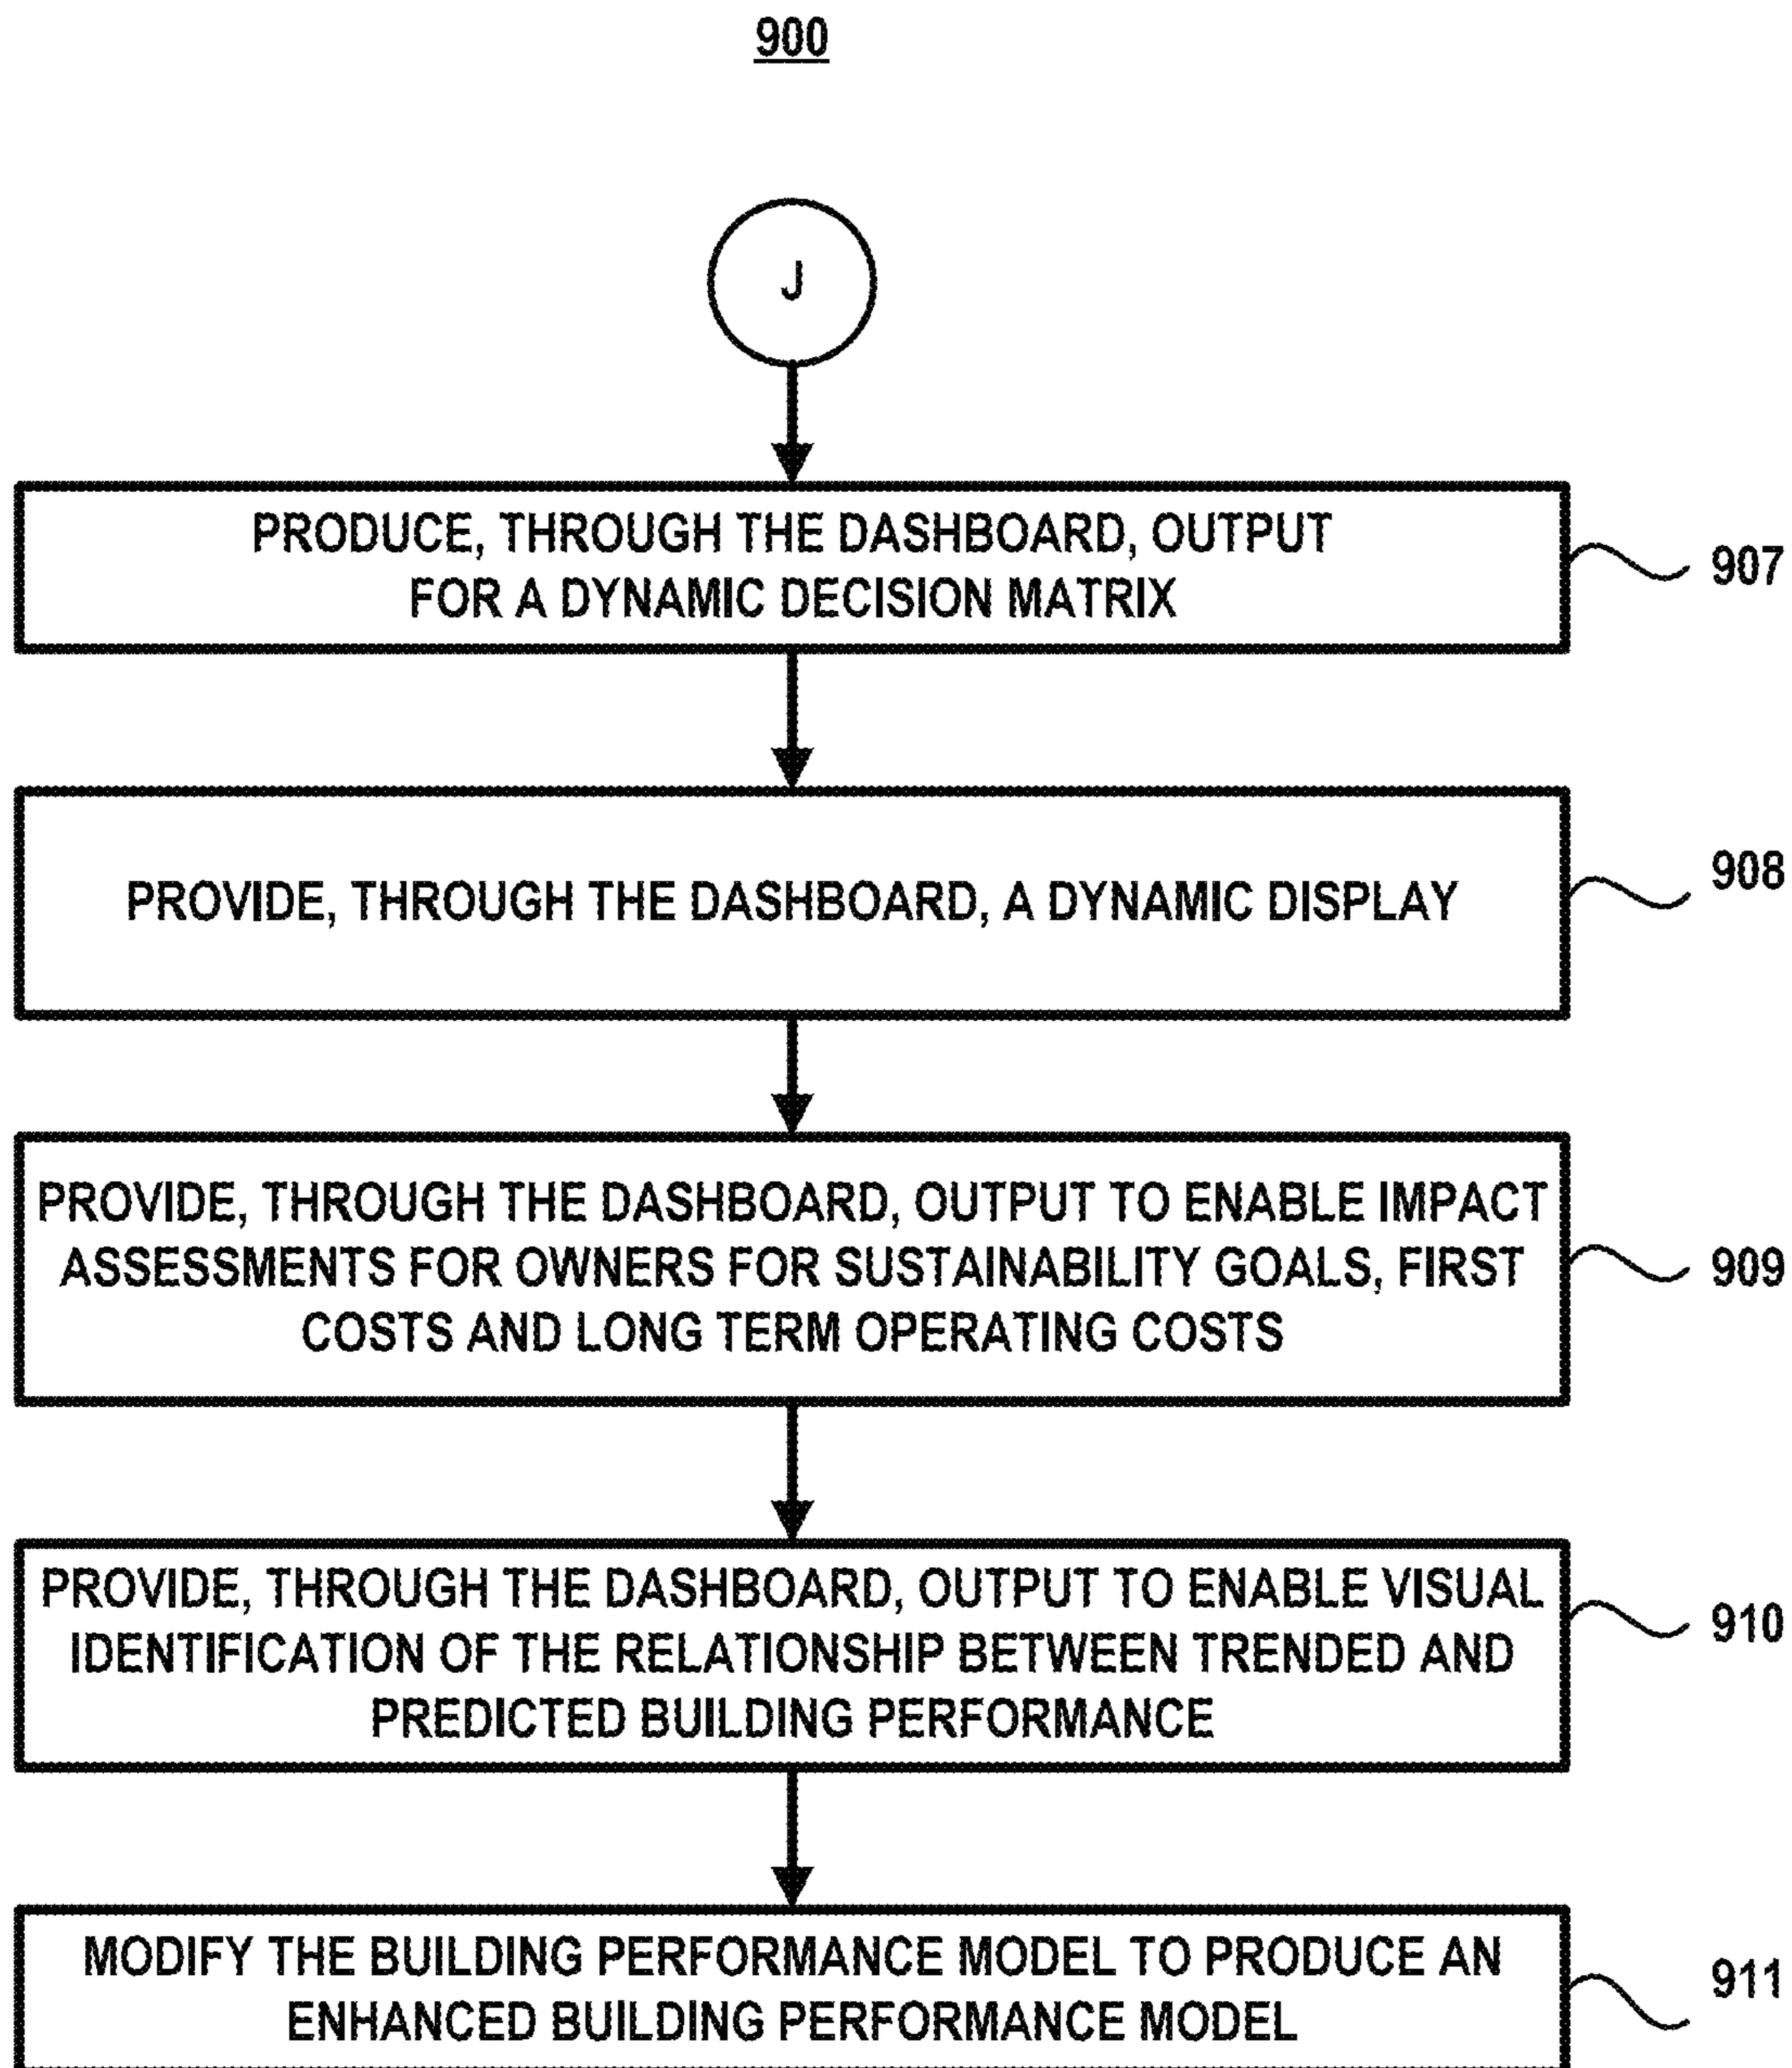 900
J
PRODUCE, THROUGH THE DASHBOARD, OUTPUT
FOR A DYNAMIC DECISION MATRIX
907
PROVIDE, THROUGH THE DASHBOARD, A DYNAMIC DISPLAY
908
PROVIDE, THROUGH THE DASHBOARD, OUTPUT TO ENABLE IMPACT
ASSESSMENTS FOR OWNERS FOR SUSTAINABILITY GOALS, FIRST
COSTS AND LONG TERM OPERATING COSTS
909
PROVIDE, THROUGH THE DASHBOARD, OUTPUT TO ENABLE VISUAL
IDENTIFICATION OF THE RELATIONSHIP BETWEEN TRENDED AND
PREDICTED BUILDING PERFORMANCE
910
MODIFY THE BUILDING PERFORMANCE MODEL TO PRODUCE AN
ENHANCED BUILDING PERFORMANCE MODEL
911